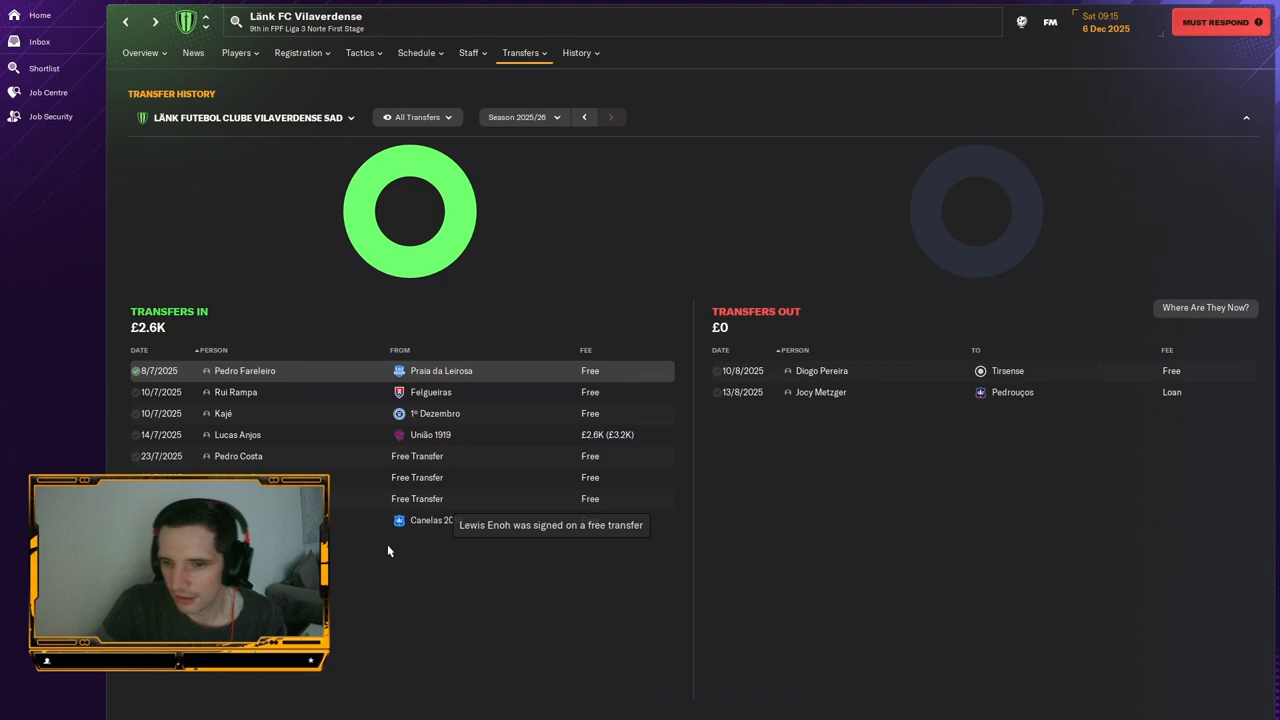 Home
Inbox
Shortlist
Job Centre
Job Security
Länk FC Vilaverdense
9th in FPF Liga 3 Norte First Stage
FM
Sat 09:15
6 Dec 2025
MUST RESPOND
Overview
News
Players
Registration
Tactics
Schedule
Staff
Transfers
History
TRANSFER HISTORY
LÄNK FUTEBOL CLUBE VILAVERDENSE SAD
All Transfers
Season 2025/26
TRANSFERS IN
£2.6K
DATE PERSON FROM FEE
8/7/2025 Pedro Fareleiro Praia da Leirosa Free
10/7/2025 Rui Rampa Felgueiras Free
10/7/2025 Kajé 1º Dezembro Free
14/7/2025 Lucas Anjos União 1919 £2.6K (£3.2K)
23/7/2025 Pedro Costa Free Transfer Free
Free Transfer Free
Free Transfer Free
Canelas 20
Lewis Enoh was signed on a free transfer
TRANSFERS OUT
£0
Where Are They Now?
DATE PERSON TO FEE
10/8/2025 Diogo Pereira Tirsense Free
13/8/2025 Jocy Metzger Pedrouços Loan